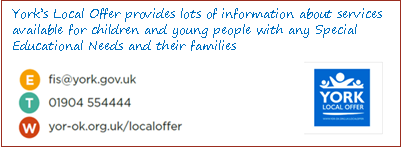 York's Local Offer provides lots of information about services
available for children and young people with any Special
Educational Needs and their families
E fis@york.gov.uk
T 01904 554444
W yor-ok.org.uk/localoffer
YORK
LOCAL OFFER